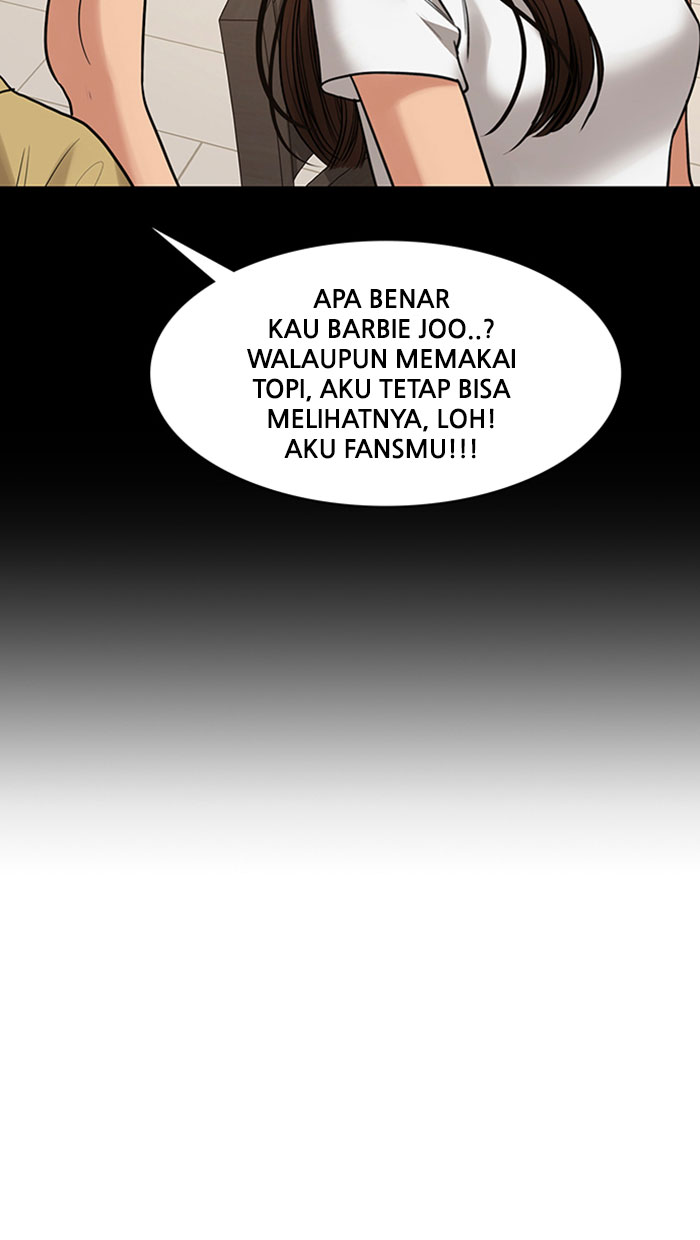 APA BENAR
KAU BARBIE JOO..?
WALAUPUN MEMAKAI
TOPI, AKU TETAP BISA
MELIHATNYA, LOH!
AKU FANSMU!!!